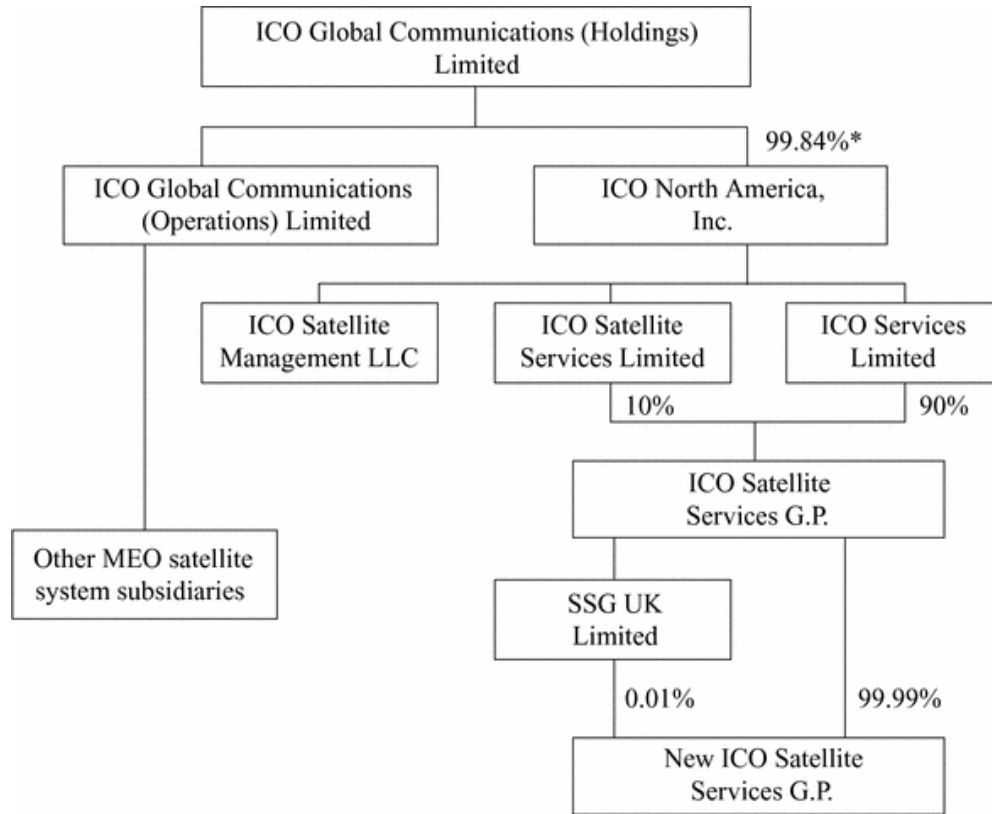 ICO Global Communications (Holdings)
Limited
99.84%*
ICO Global Communications
(Operations) Limited
ICO North America,
Inc.
ICO Satellite
Management LLC
ICO Satellite
Services Limited
ICO Services
Limited
10%
90%
ICO Satellite
Services G.P.
Other MEO satellite
system subsidiaries
SSG UK
Limited
0.01%
99.99%
New ICO Satellite
Services G.P.